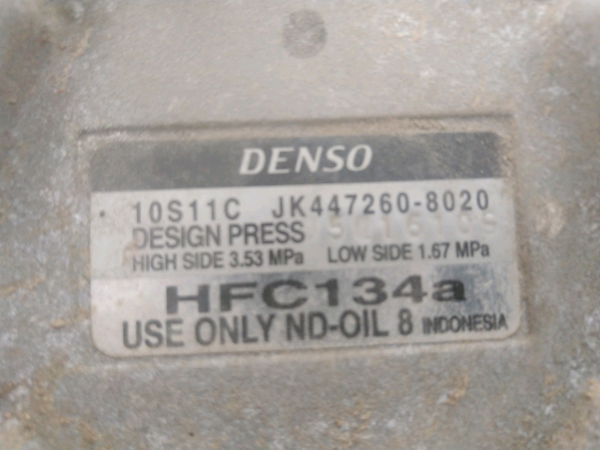 DENSO
10S11C JK447260-8020
DESIGN PRESS
HIGH SIDE 3.53 MPa LOW SIDE 1.67 MPa
HFC134a
USE ONLY ND-OIL 8 INDONESIA